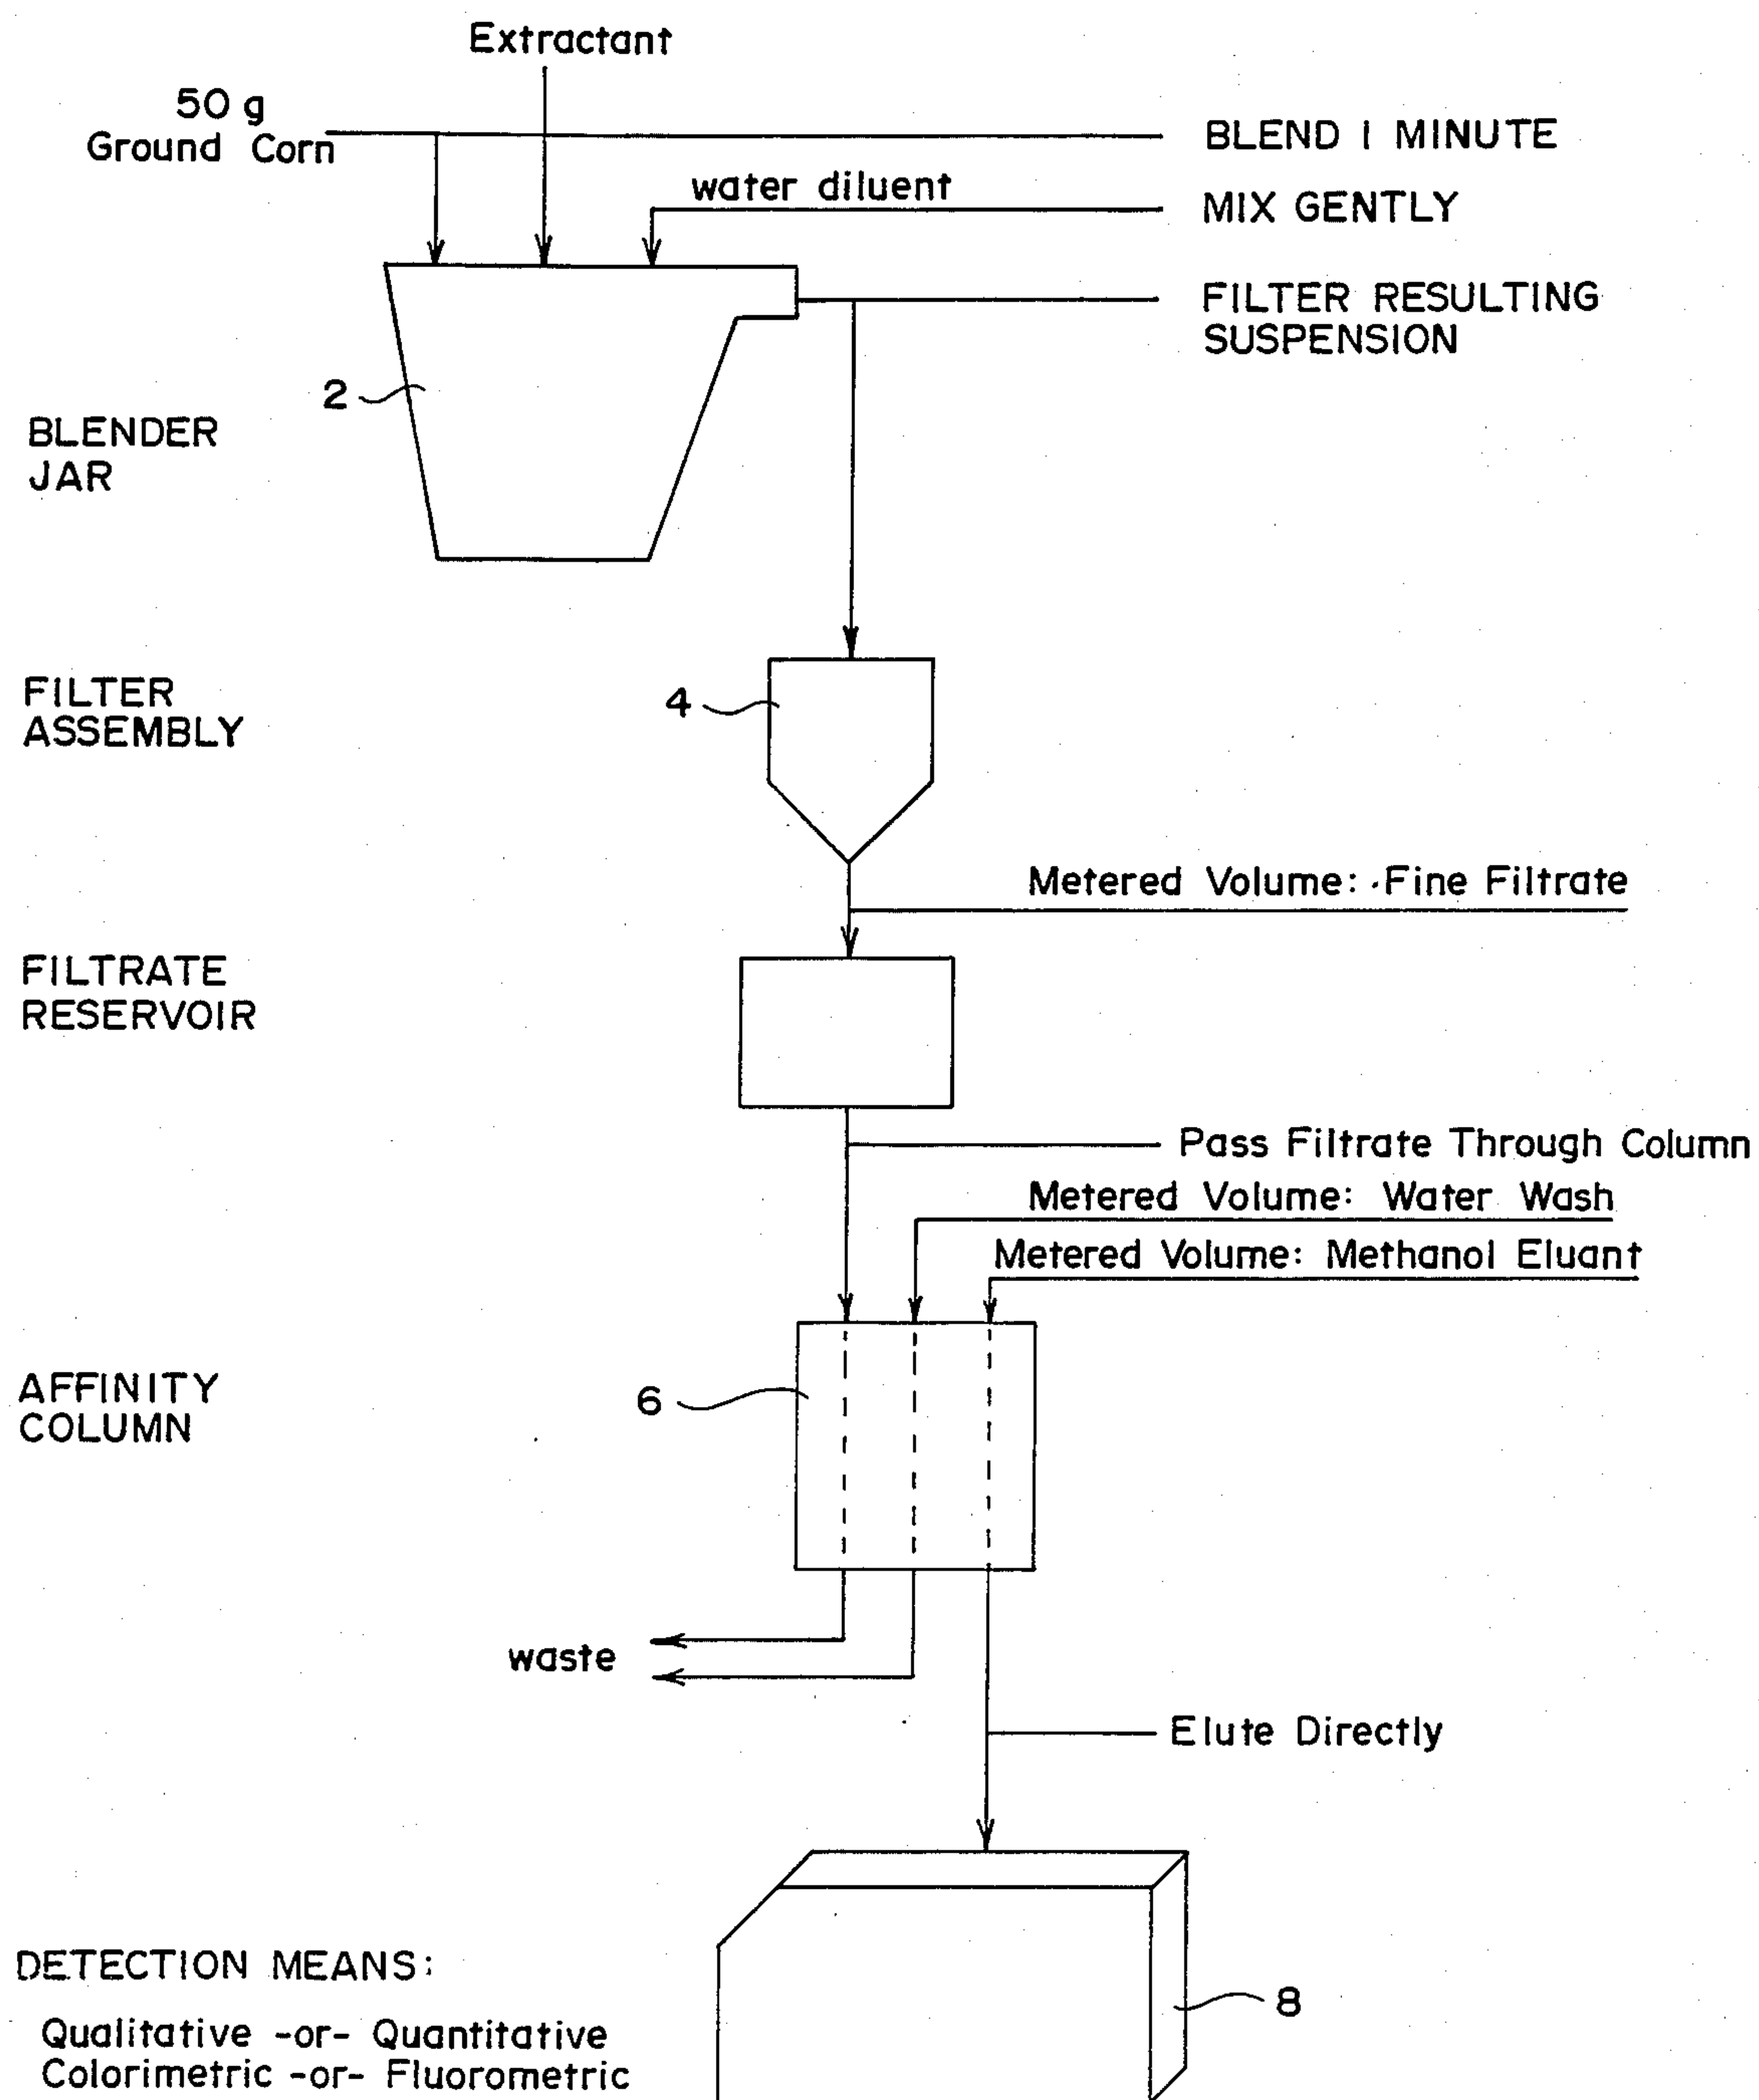 Extractant
50 g
Ground Corn
BLEND 1 MINUTE
water diluent
MIX GENTLY
FILTER RESULTING
SUSPENSION
2
BLENDER
JAR
FILTER
ASSEMBLY
4
Metered Volume: Fine Filtrate
FILTRATE
RESERVOIR
Pass Filtrate Through Column
Metered Volume: Water Wash
Metered Volume: Methanol Eluant
AFFINITY
COLUMN
6
waste
Elute Directly
DETECTION MEANS:
8
Qualitative -or- Quantitative
Colorimetric -or- Fluorometric